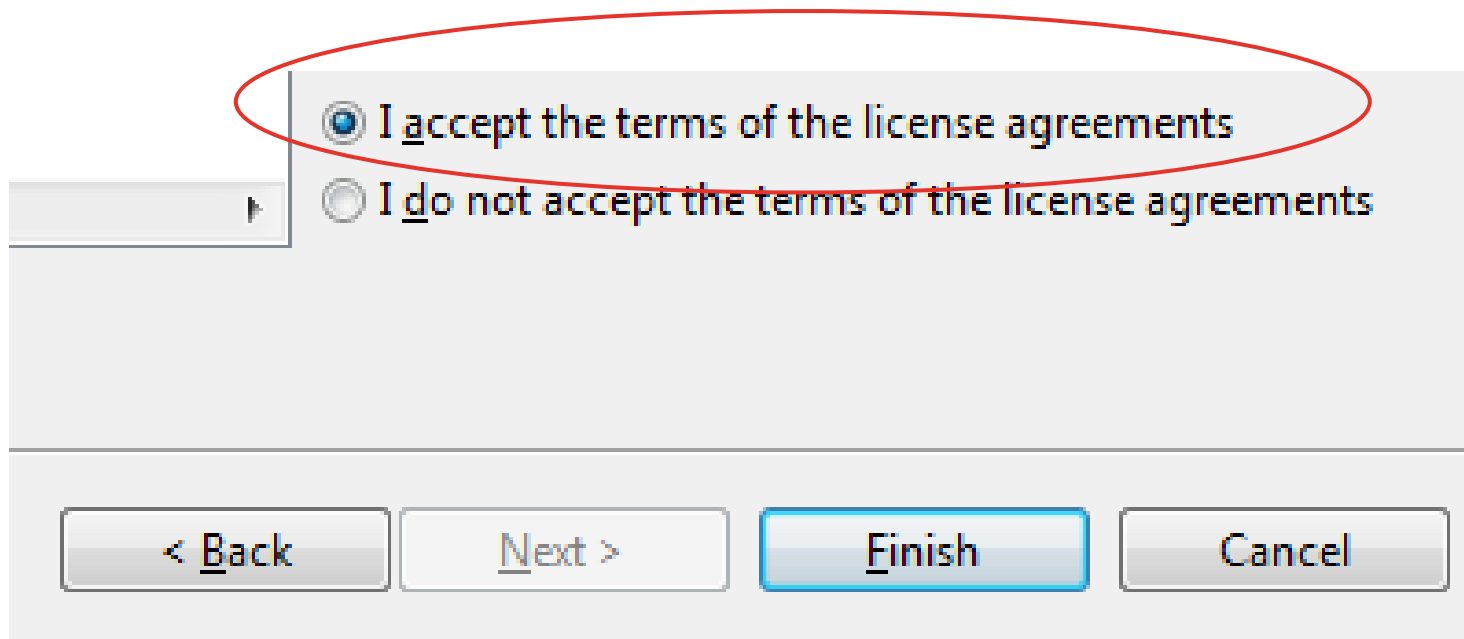 I accept the terms of the license agreements
I do not accept the terms of the license agreements
< Back Next > Finish Cancel